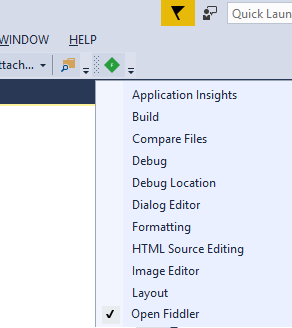 Quick Laun
WINDOW HELP
ttach...
Application Insights
Build
Compare Files
Debug
Debug Location
Dialog Editor
Formatting
HTML Source Editing
Image Editor
Layout
Open Fiddler